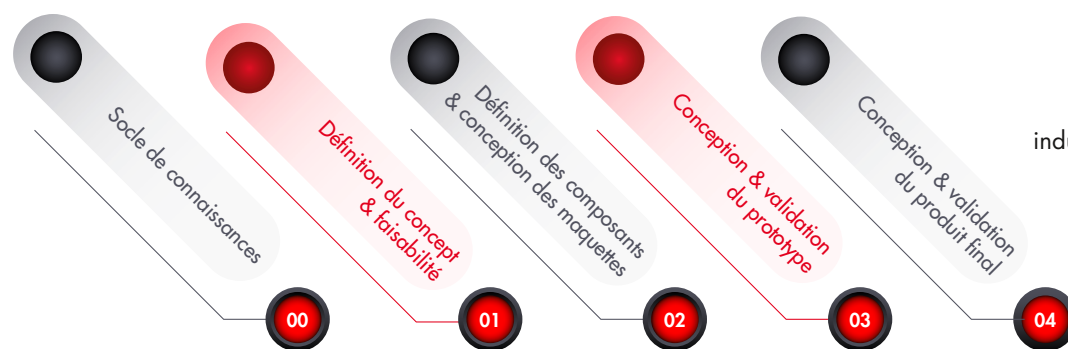 Socle de connaissances
00
Définition du concept
& faisabilité
01
Définition des composants
& conception des maquettes
02
Conception & validation
du prototype
03
Conception & validation
du produit final
04
indu